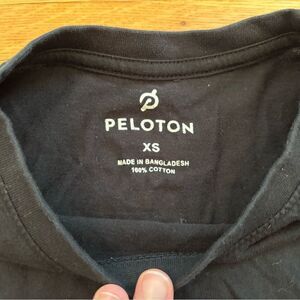 PELOTON
XS
MADE IN BANGLADESH
100% COTTON